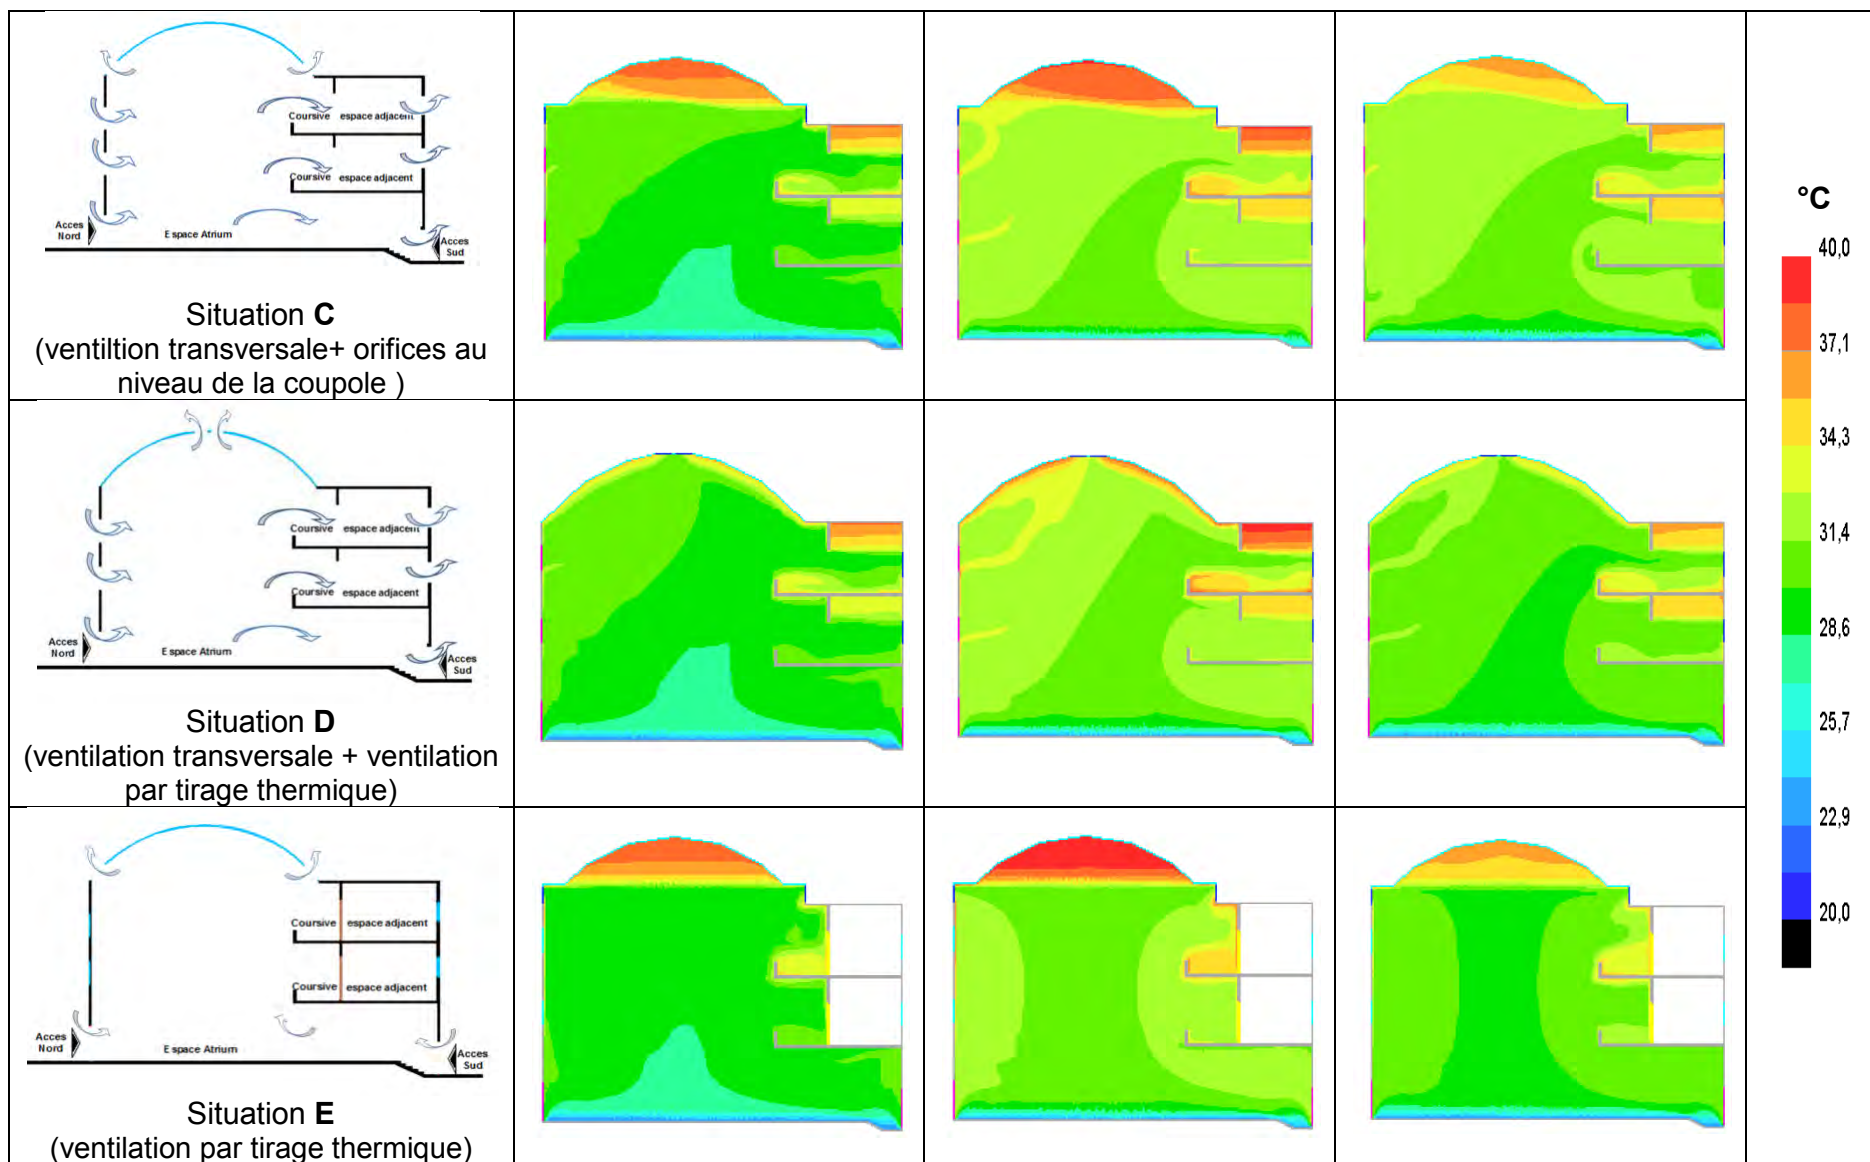 Coursive espace adjacent
Coursive espace adjacent
Acces
Nord
Espace Atrium
Acces
Sud
Situation C
(ventiltion transversale+ orifices au
niveau de la coupole )
Coursive espace adjacent
Coursive espace adjacent
Acces
Nord
Espace Atrium
Acces
Sud
Situation D
(ventilation transversale + ventilation
par tirage thermique)
Coursive espace adjacent
Coursive espace adjacent
Acces
Nord
Espace Atrium
Acces
Sud
Situation E
(ventilation par tirage thermique)
°C
40,0
37,1
34,3
31,4
28,6
25,7
22,9
20,0